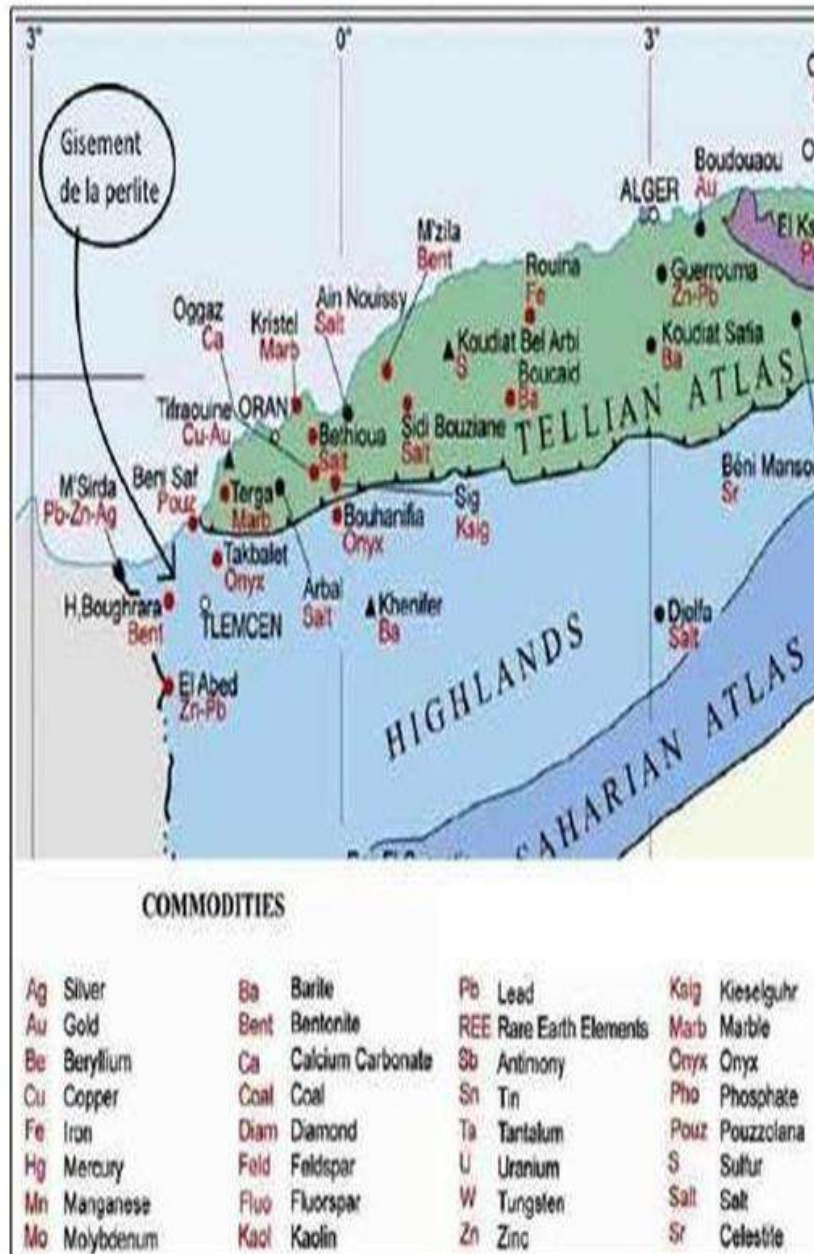 3°
0°
3°
Gisement
de la perlite
Boudouaou
Au
ALGER
M'zila
Bent
Rouina
Fe
Guerrouma
Zn-Pb
Oggaz
Ca
Kristel
Marb
Ain Nouissy
Salt
Koudiat Bel Arbi
S
Koudiat Safia
Ba
Boucaid
Ba
Tifraouine
Cu-Au
ORAN
Bethioua
Salt
Sidi Bouziane
Salt
TELLIAN ATLAS
M'Sirda
Pb-Zn-Ag
Beni Saf
Pouz
Terga
Marb
Sig
Ksig
Béni Manso
Sr
Bouhanifia
Onyx
Takbalet
Onyx
Arbal
Salt
H,Boughrara
Bent
TLEMCEN
Khenifer
Ba
Djolfa
Salt
El Abed
Zn-Pb
HIGHLANDS
SAHARIAN ATLAS
COMMODITIES
Ag Silver
Au Gold
Be Beryllium
Cu Copper
Fe Iron
Hg Mercury
Mn Manganese
Mo Molybdenum
Ba Barite
Bent Bentonite
Ca Calcium Carbonate
Coal Coal
Diam Diamond
Feld Feldspar
Fluo Fluorspar
Kaol Kaolin
Pb Lead
REE Rare Earth Elements
Sb Antimony
Sn Tin
Ta Tantalum
U Uranium
W Tungsten
Zn Zinc
Ksig Kieselguhr
Marb Marble
Onyx Onyx
Pho Phosphate
Pouz Pouzzolana
S Sulfur
Salt Salt
Sr Celestite